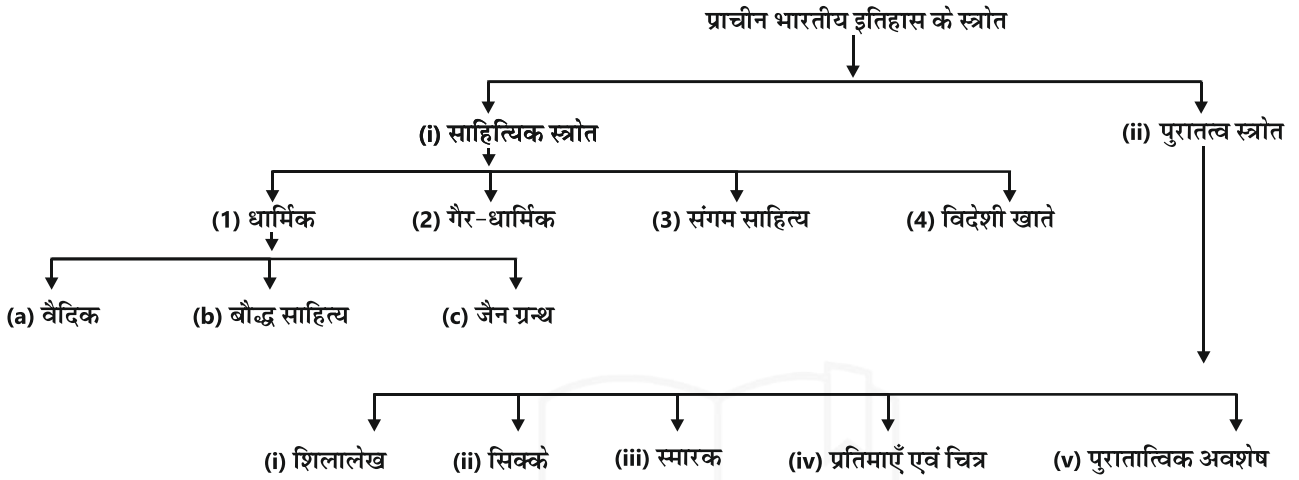 प्राचीन भारतीय इतिहास के स्त्रोत
(i) साहित्यिक स्त्रोत (ii) पुरातत्व स्त्रोत
(1) धार्मिक (2) गैर-धार्मिक (3) संगम साहित्य (4) विदेशी खाते
(a) वैदिक (b) बौद्ध साहित्य (c) जैन ग्रन्थ
(i) शिलालेख (ii) सिक्के (iii) स्मारक (iv) प्रतिमाएँ एवं चित्र (v) पुरातात्विक अवशेष